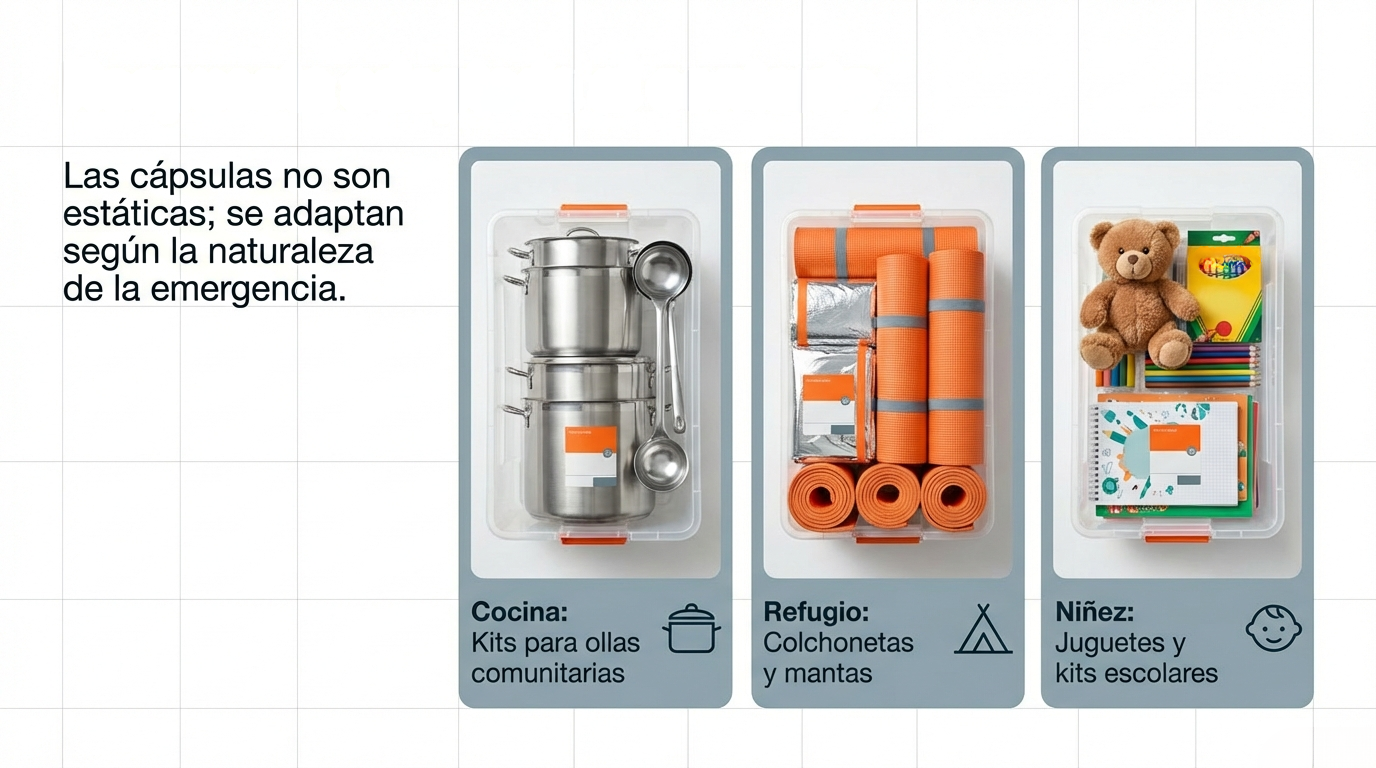 Las cápsulas no son
estáticas; se adaptan
según la naturaleza
de la emergencia.
Cocina:
Kits para ollas
comunitarias
Refugio:
Colchonetas
y mantas
Niñez:
Juguetes y
kits escolares